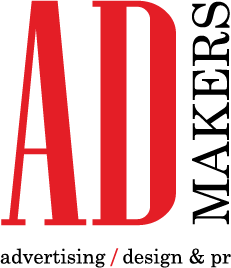 AD
MAKERS
advertising / design & pr